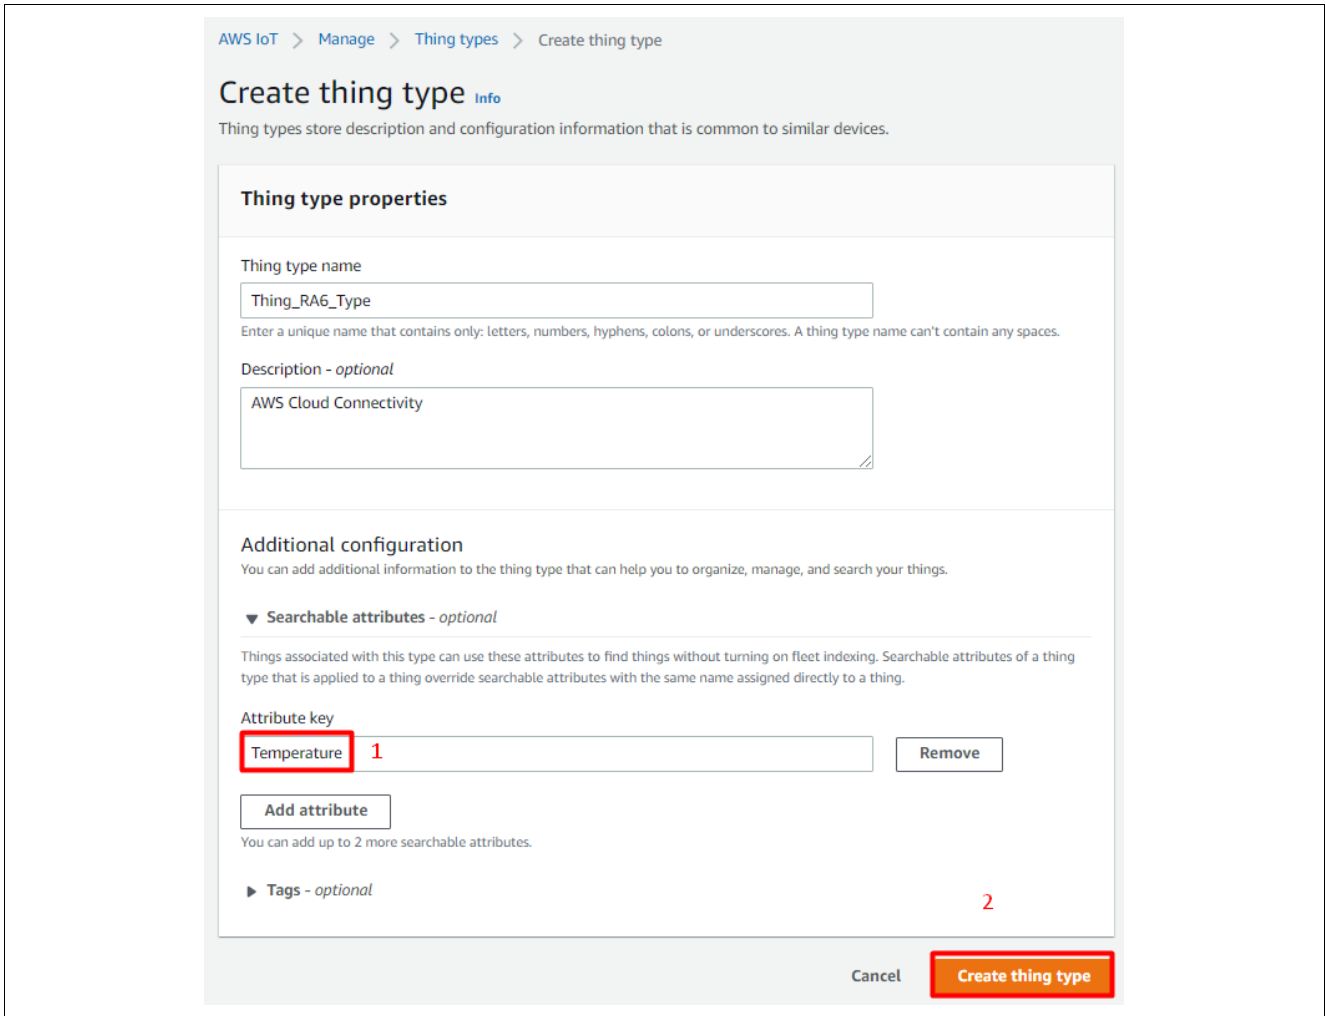 AWS IoT > Manage > Thing types > Create thing type
Create thing type Info
Thing types store description and configuration information that is common to similar devices.
Thing type properties
Thing type name
Thing_RA6_Type
Enter a unique name that contains only: letters, numbers, hyphens, colons, or underscores. A thing type name can't contain any spaces.
Description - optional
AWS Cloud Connectivity
Additional configuration
You can add additional information to the thing type that can help you to organize, manage, and search your things.
Searchable attributes - optional
Things associated with this type can use these attributes to find things without turning on fleet indexing. Searchable attributes of a thing
type that is applied to a thing override searchable attributes with the same name assigned directly to a thing.
Attribute key
Temperature 1 Remove
Add attribute
You can add up to 2 more searchable attributes.
Tags - optional
2
Cancel Create thing type